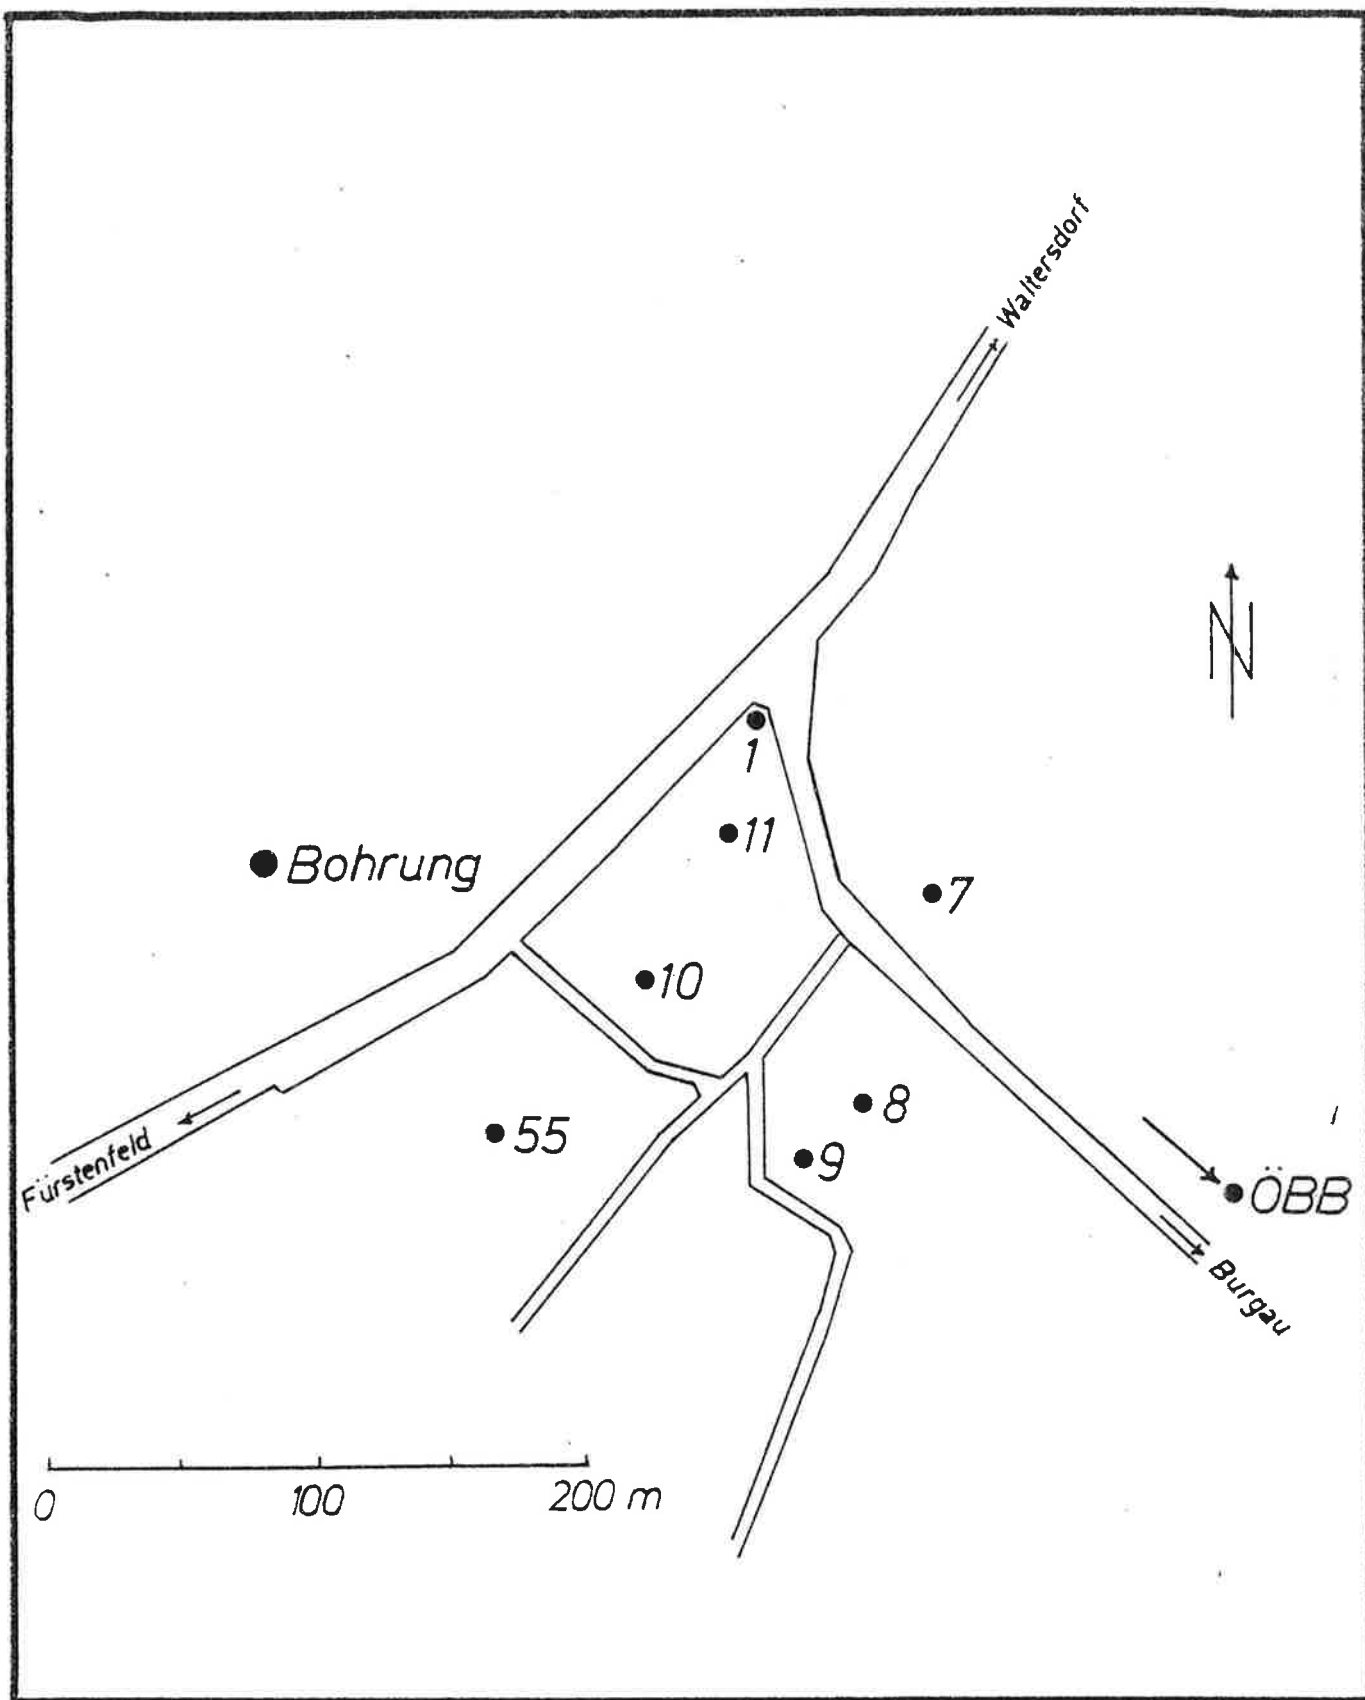 Waltersdorf
N
1
11
Bohrung
7
10
8
55
9
Fürstenfeld
ÖBB
Burgau
0 100 200 m